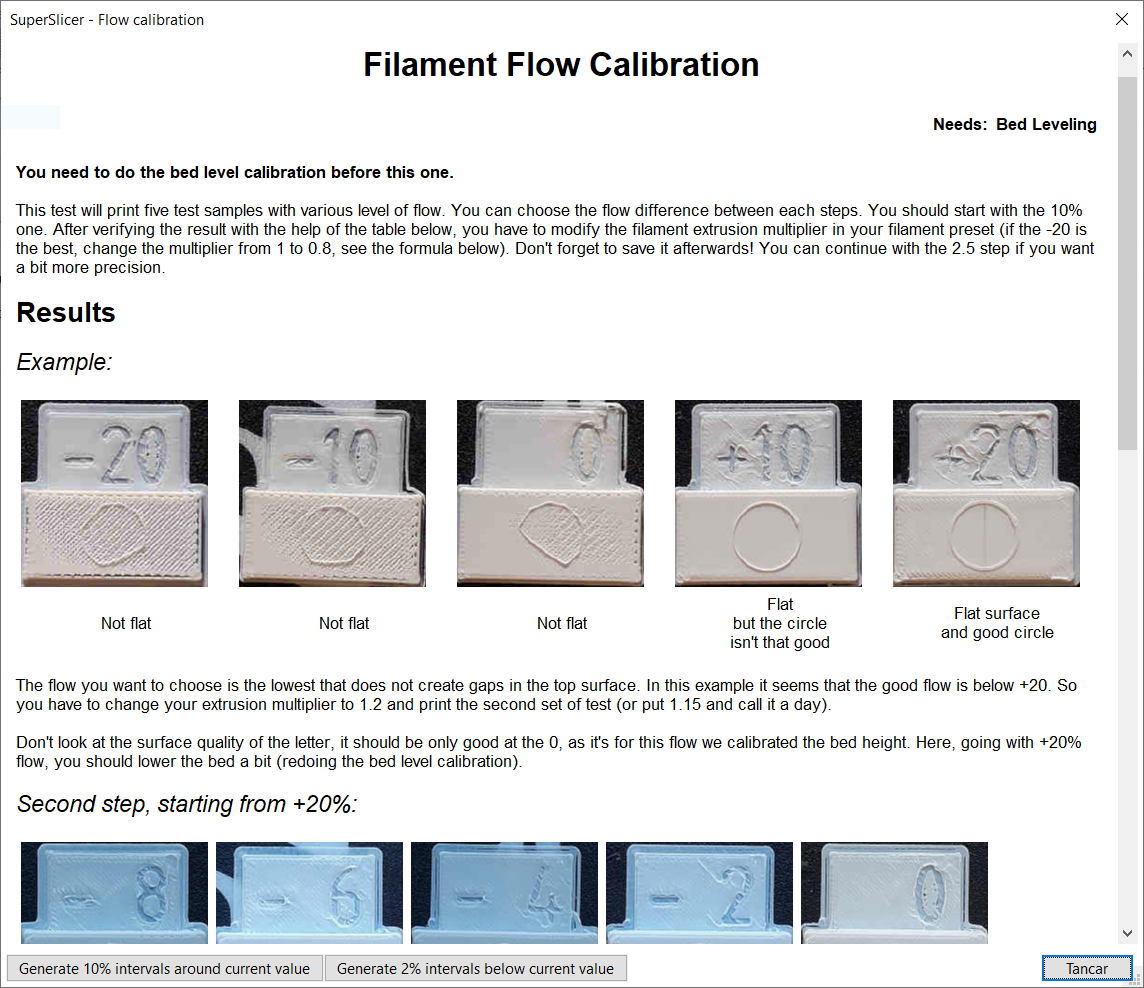 SuperSlicer - Flow calibration
Filament Flow Calibration
Needs: Bed Leveling
You need to do the bed level calibration before this one.
This test will print five test samples with various level of flow. You can choose the flow difference between each steps. You should start with the 10%
one. After verifying the result with the help of the table below, you have to modify the filament extrusion multiplier in your filament preset (if the -20 is
the best, change the multiplier from 1 to 0.8, see the formula below). Don't forget to save it afterwards! You can continue with the 2.5 step if you want
a bit more precision.
Results
Example:
-20
-10
0
+10
+20
Not flat
Not flat
Not flat
Flat
but the circle
isn't that good
Flat surface
and good circle
The flow you want to choose is the lowest that does not create gaps in the top surface. In this example it seems that the good flow is below +20. So
you have to change your extrusion multiplier to 1.2 and print the second set of test (or put 1.15 and call it a day).
Don't look at the surface quality of the letter, it should be only good at the 0, as it's for this flow we calibrated the bed height. Here, going with +20%
flow, you should lower the bed a bit (redoing the bed level calibration).
Second step, starting from +20%:
-8
-6
-4
-2
0
Generate 10% intervals around current value
Generate 2% intervals below current value
Tancar